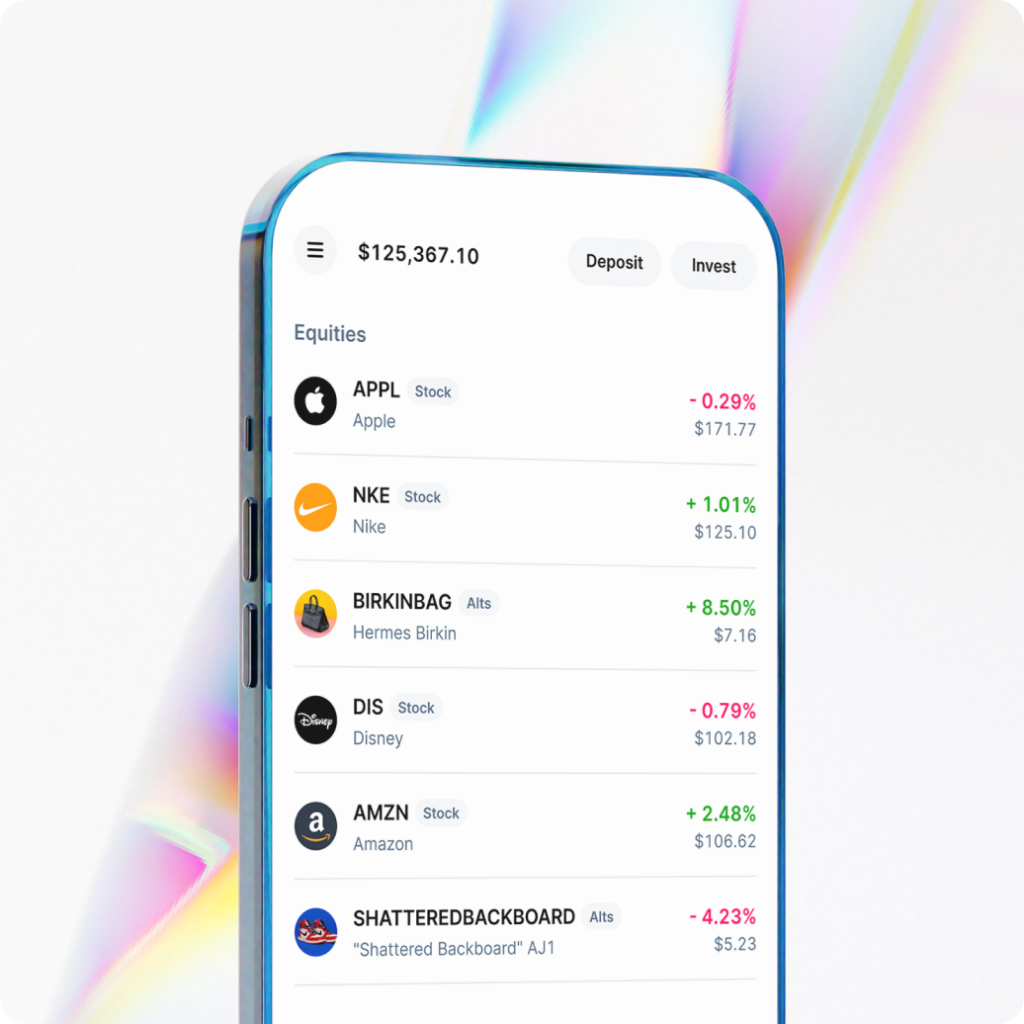 $125,367.10
Deposit
Invest
Equities
APPL Stock
- 0.29%
Apple
$171.77
NKE Stock
+ 1.01%
Nike
$125.10
BIRKINBAG Alts
+ 8.50%
Hermes Birkin
$7.16
Disney
DIS Stock
- 0.79%
Disney
$102.18
a
AMZN Stock
+ 2.48%
Amazon
$106.62
SHATTEREDBACKBOARD Alts
- 4.23%
"Shattered Backboard" AJ1
$5.23